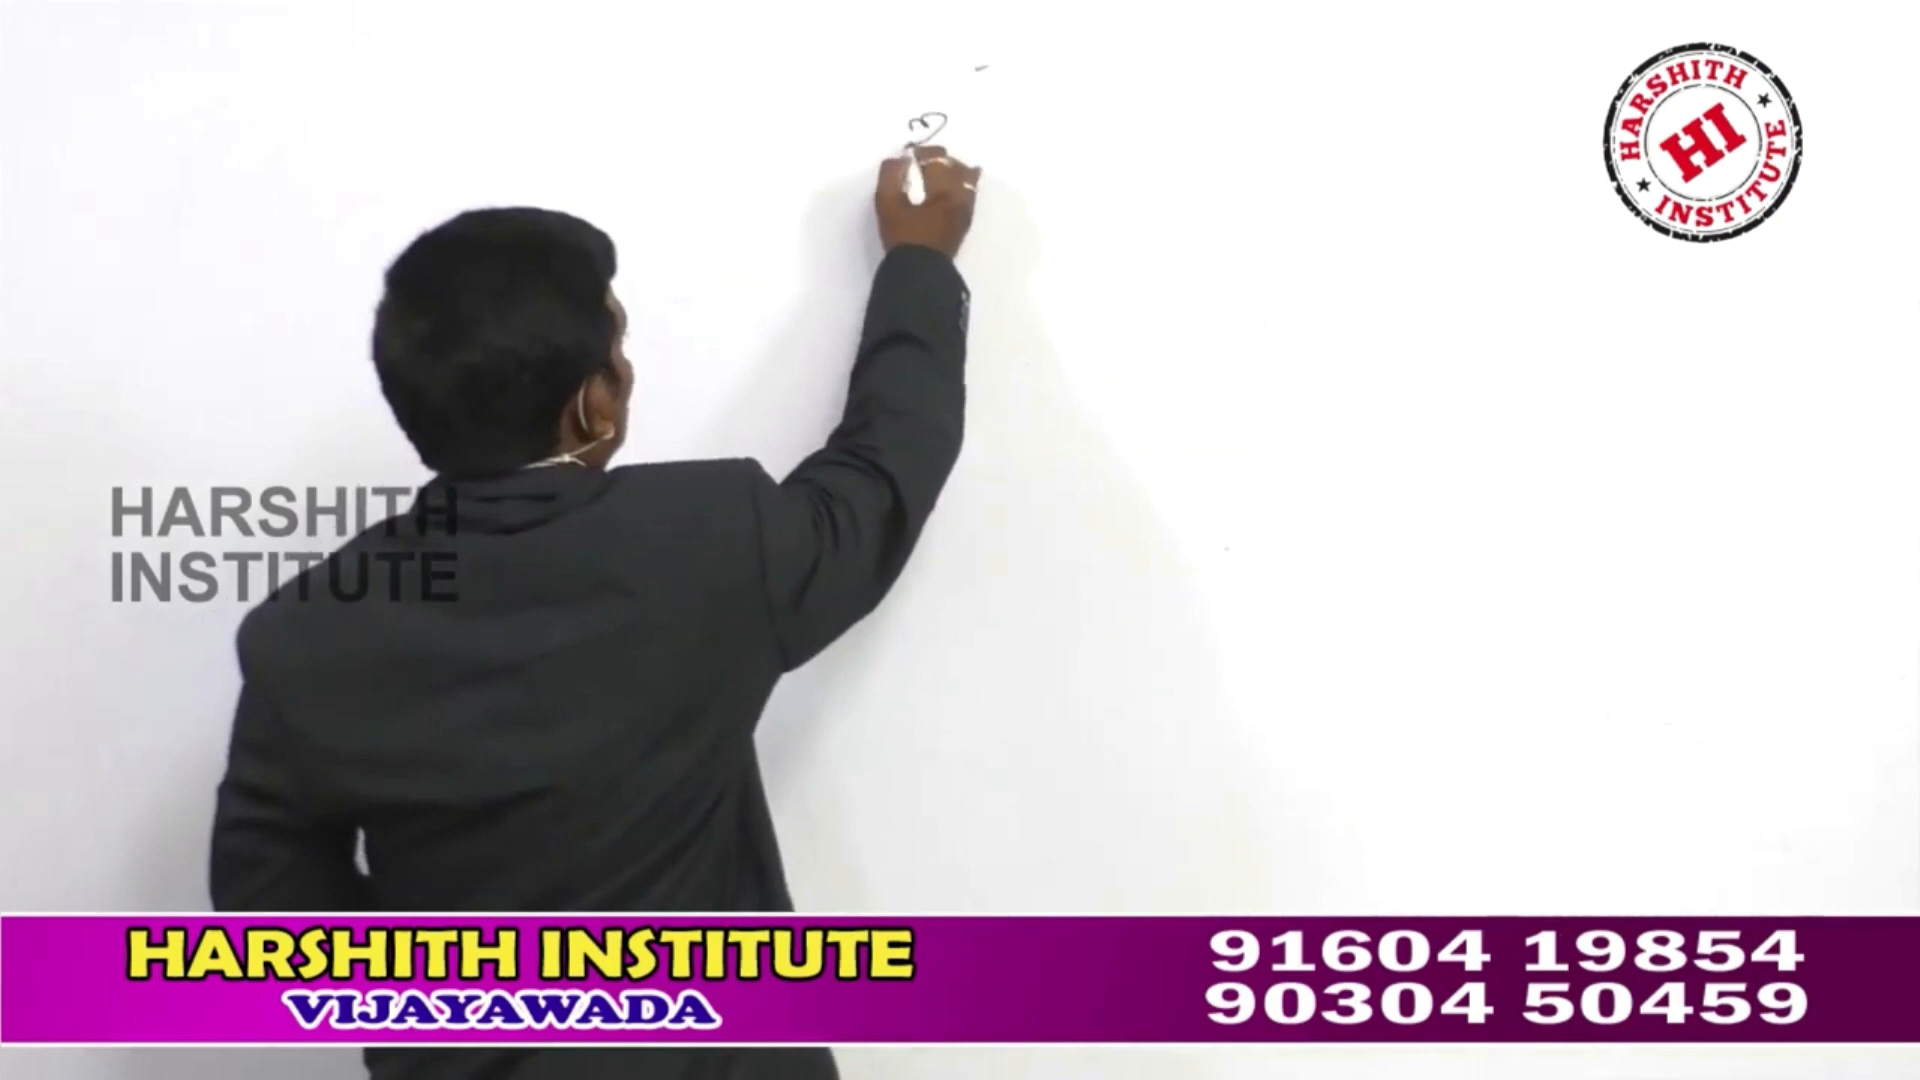 HARSHITH
HI
INSTITUTE
HARSHITH
INSTITUTE
HARSHITH INSTITUTE
VIJAYAWADA
91604 19854
90304 50459